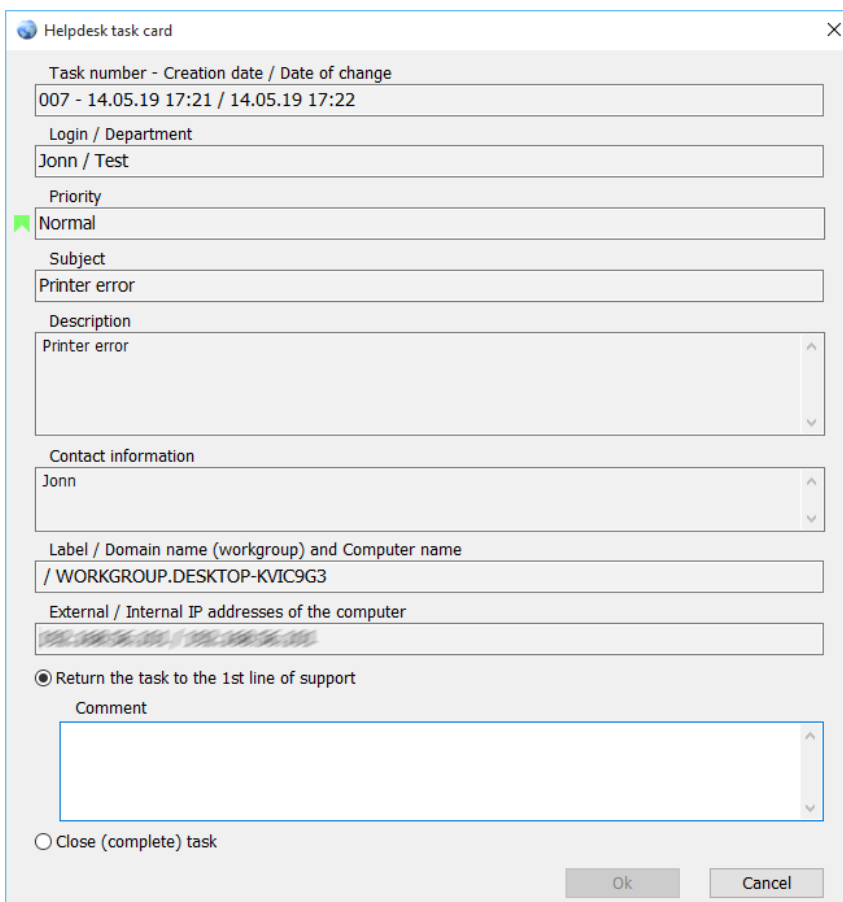 Helpdesk task card
Task number - Creation date / Date of change
007 - 14.05.19 17:21 / 14.05.19 17:22
Login / Department
Jonn / Test
Priority
Normal
Subject
Printer error
Description
Printer error
Contact information
Jonn
Label / Domain name (workgroup) and Computer name
/ WORKGROUP.DESKTOP-KVIC9G3
External / Internal IP addresses of the computer
Return the task to the 1st line of support
Comment
Close (complete) task
Ok
Cancel